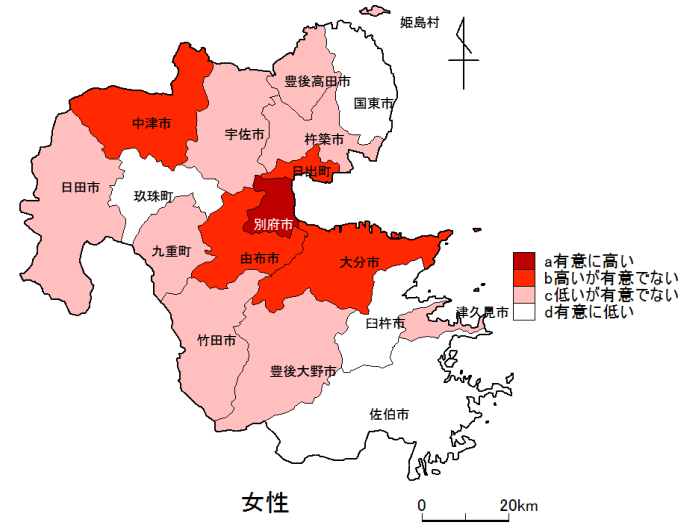 姫島村
豊後高田市
国東市
中津市
宇佐市
杵築市
日出町
日田市
玖珠町
別府市
九重町
由布市
大分市
a有意に高い
b高いが有意でない
c低いが有意でない
d有意に低い
津久見市
臼杵市
竹田市
豊後大野市
佐伯市
女性
0 20km